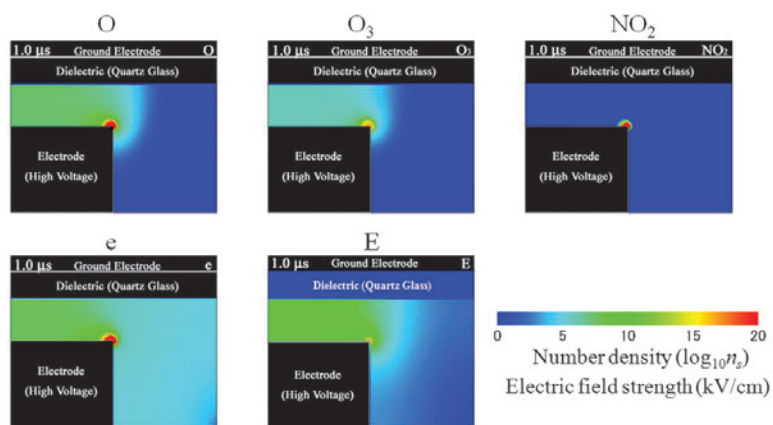 O
1.0 μs Ground Electrode O
Dielectric (Quartz Glass)
Electrode
(High Voltage)
O₃
1.0 μs Ground Electrode O₃
Dielectric (Quartz Glass)
Electrode
(High Voltage)
NO₂
1.0 μs Ground Electrode NO₂
Dielectric (Quartz Glass)
Electrode
(High Voltage)
e
1.0 μs Ground Electrode e
Dielectric (Quartz Glass)
Electrode
(High Voltage)
E
1.0 μs Ground Electrode E
Dielectric (Quartz Glass)
Electrode
(High Voltage)
0 5 10 15 20
Number density (log₁₀nₛ)
Electric field strength (kV/cm)